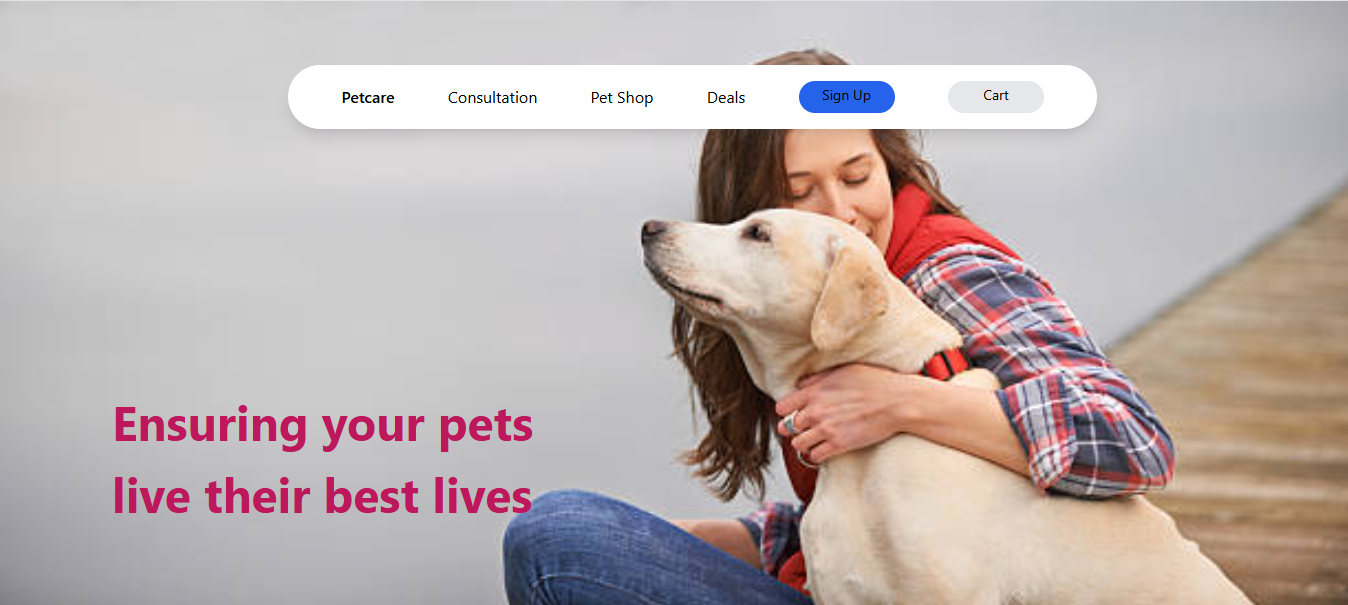 Petcare Consultation Pet Shop Deals Sign Up Cart
Ensuring your pets
live their best lives